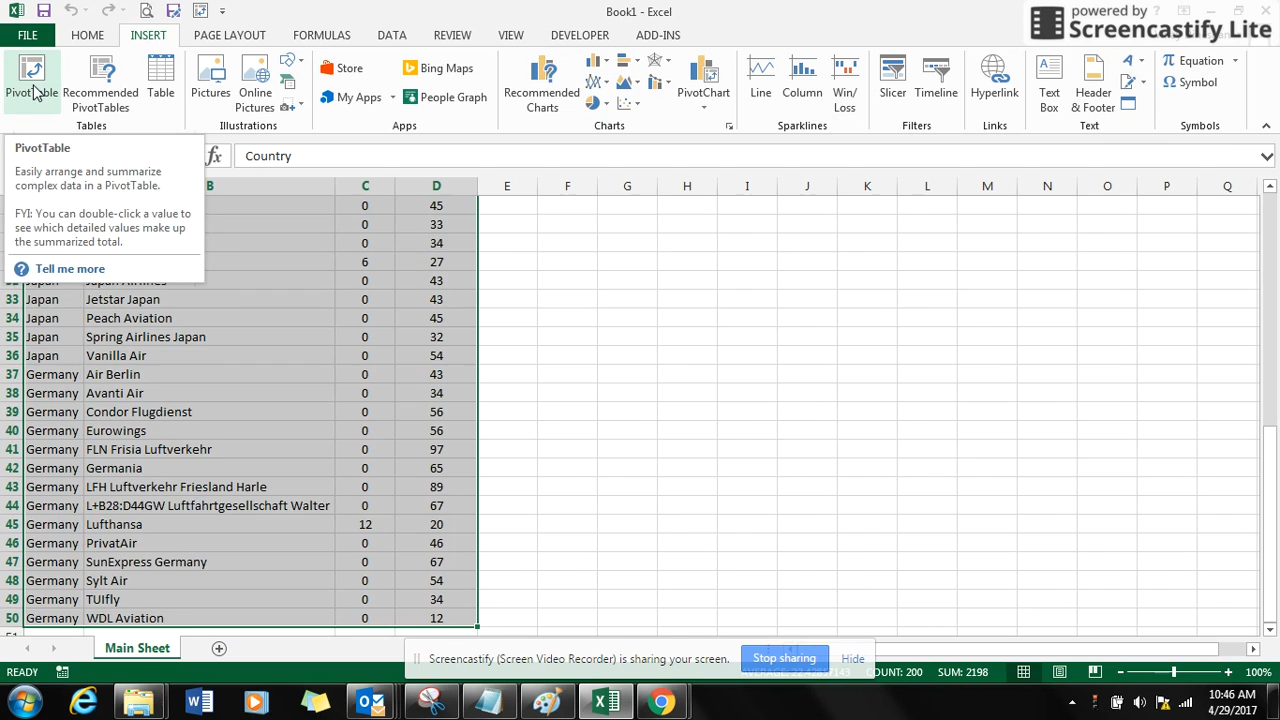 Book1 - Excel
powered by
Screencastify Lite
FILE HOME INSERT PAGE LAYOUT FORMULAS DATA REVIEW VIEW DEVELOPER ADD-INS
PivotTable
Recommended
PivotTables
Table
Tables
Pictures
Online
Pictures
Illustrations
Store
My Apps
Bing Maps
People Graph
Apps
Recommended
Charts
PivotChart
Charts
Line
Column
Win/
Loss
Sparklines
Slicer
Timeline
Filters
Hyperlink
Links
Text
Box
Header
& Footer
Text
Equation
Symbol
Symbols
PivotTable
Easily arrange and summarize
complex data in a PivotTable.
FYI: You can double-click a value to
see which detailed values make up
the summarized total.
Tell me more
fx Country
B C D E F G H I J K L M N O P Q
0 45
0 33
0 34
6 27
0 43
33 Japan Jetstar Japan 0 43
34 Japan Peach Aviation 0 45
35 Japan Spring Airlines Japan 0 32
36 Japan Vanilla Air 0 54
37 Germany Air Berlin 0 43
38 Germany Avanti Air 0 34
39 Germany Condor Flugdienst 0 56
40 Germany Eurowings 0 56
41 Germany FLN Frisia Luftverkehr 0 97
42 Germany Germania 0 65
43 Germany LFH Luftverkehr Friesland Harle 0 89
44 Germany L+B28:D44GW Luftfahrtgesellschaft Walter 0 67
45 Germany Lufthansa 12 20
46 Germany PrivatAir 0 46
47 Germany SunExpress Germany 0 67
48 Germany Sylt Air 0 54
49 Germany TUIfly 0 34
50 Germany WDL Aviation 0 12
Main Sheet
Screencastify (Screen Video Recorder) is sharing your screen.
Stop sharing
Hide
READY
COUNT: 200 SUM: 2198
100%
10:46 AM
4/29/2017